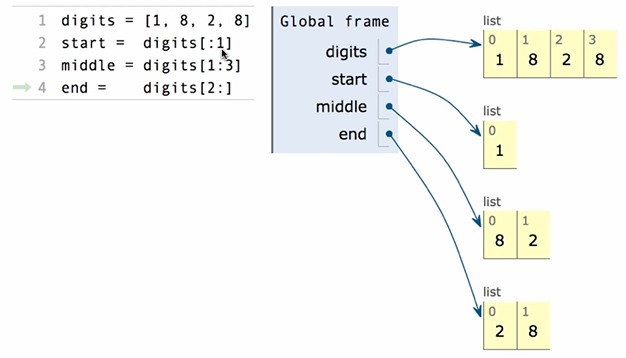 1 digits = [1, 8, 2, 8]
2 start =  digits[:1]
3 middle = digits[1:3]
4 end =    digits[2:]
Global frame
digits
start
middle
end
list
0 1 2 3
1 8 2 8
list
0
1
list
0 1
8 2
list
0 1
2 8